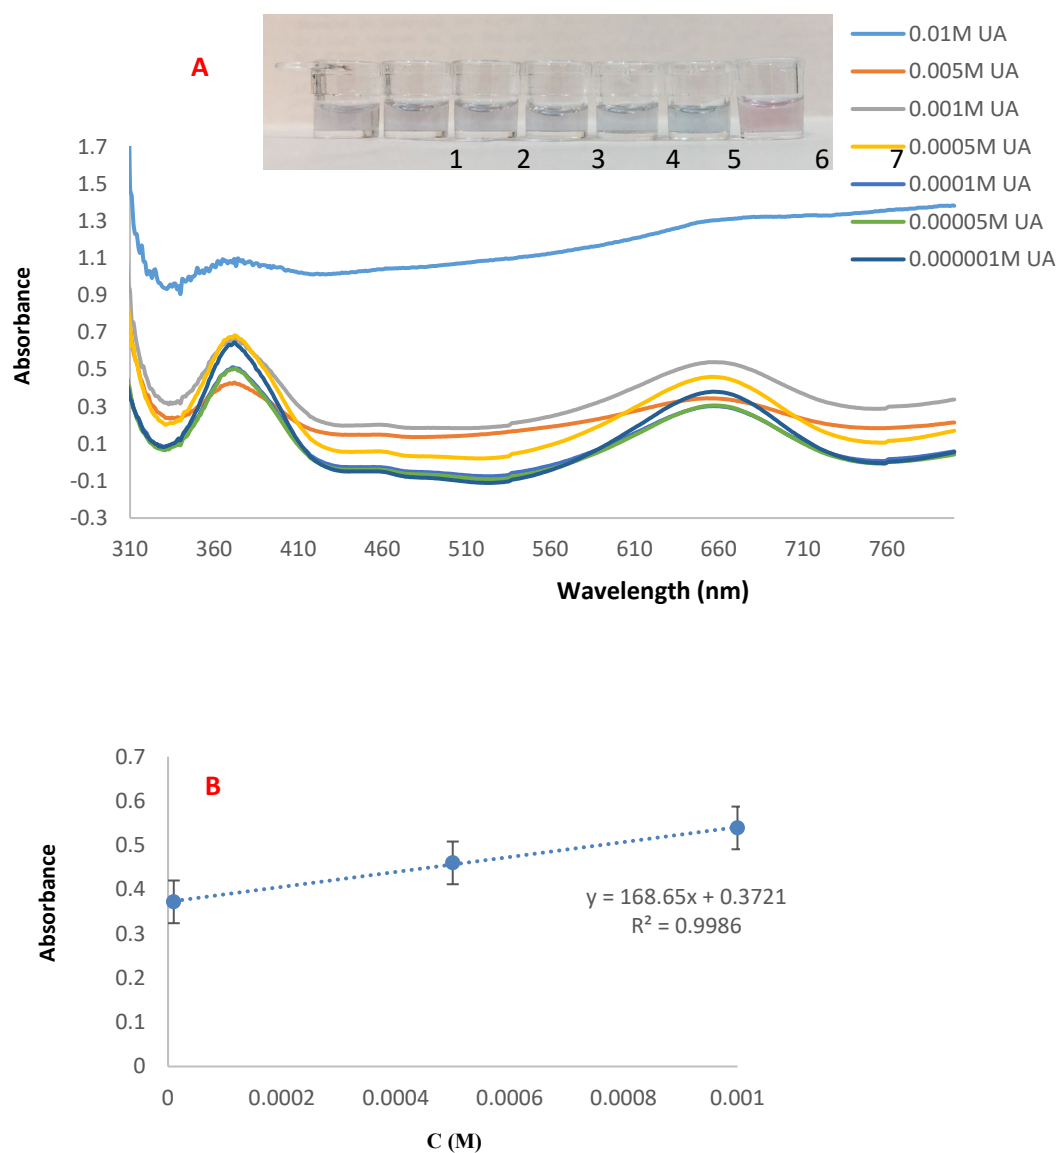 A
0.01M UA
0.005M UA
0.001M UA
0.0005M UA
0.0001M UA
0.00005M UA
0.000001M UA
1 2 3 4 5 6 7
1.7
1.5
1.3
1.1
0.9
0.7
0.5
0.3
0.1
-0.1
-0.3
Absorbance
310 360 410 460 510 560 610 660 710 760
Wavelength (nm)
B
0.7
0.6
0.5
0.4
0.3
0.2
0.1
0
Absorbance
y = 168.65x + 0.3721
R² = 0.9986
0 0.0002 0.0004 0.0006 0.0008 0.001
C (M)